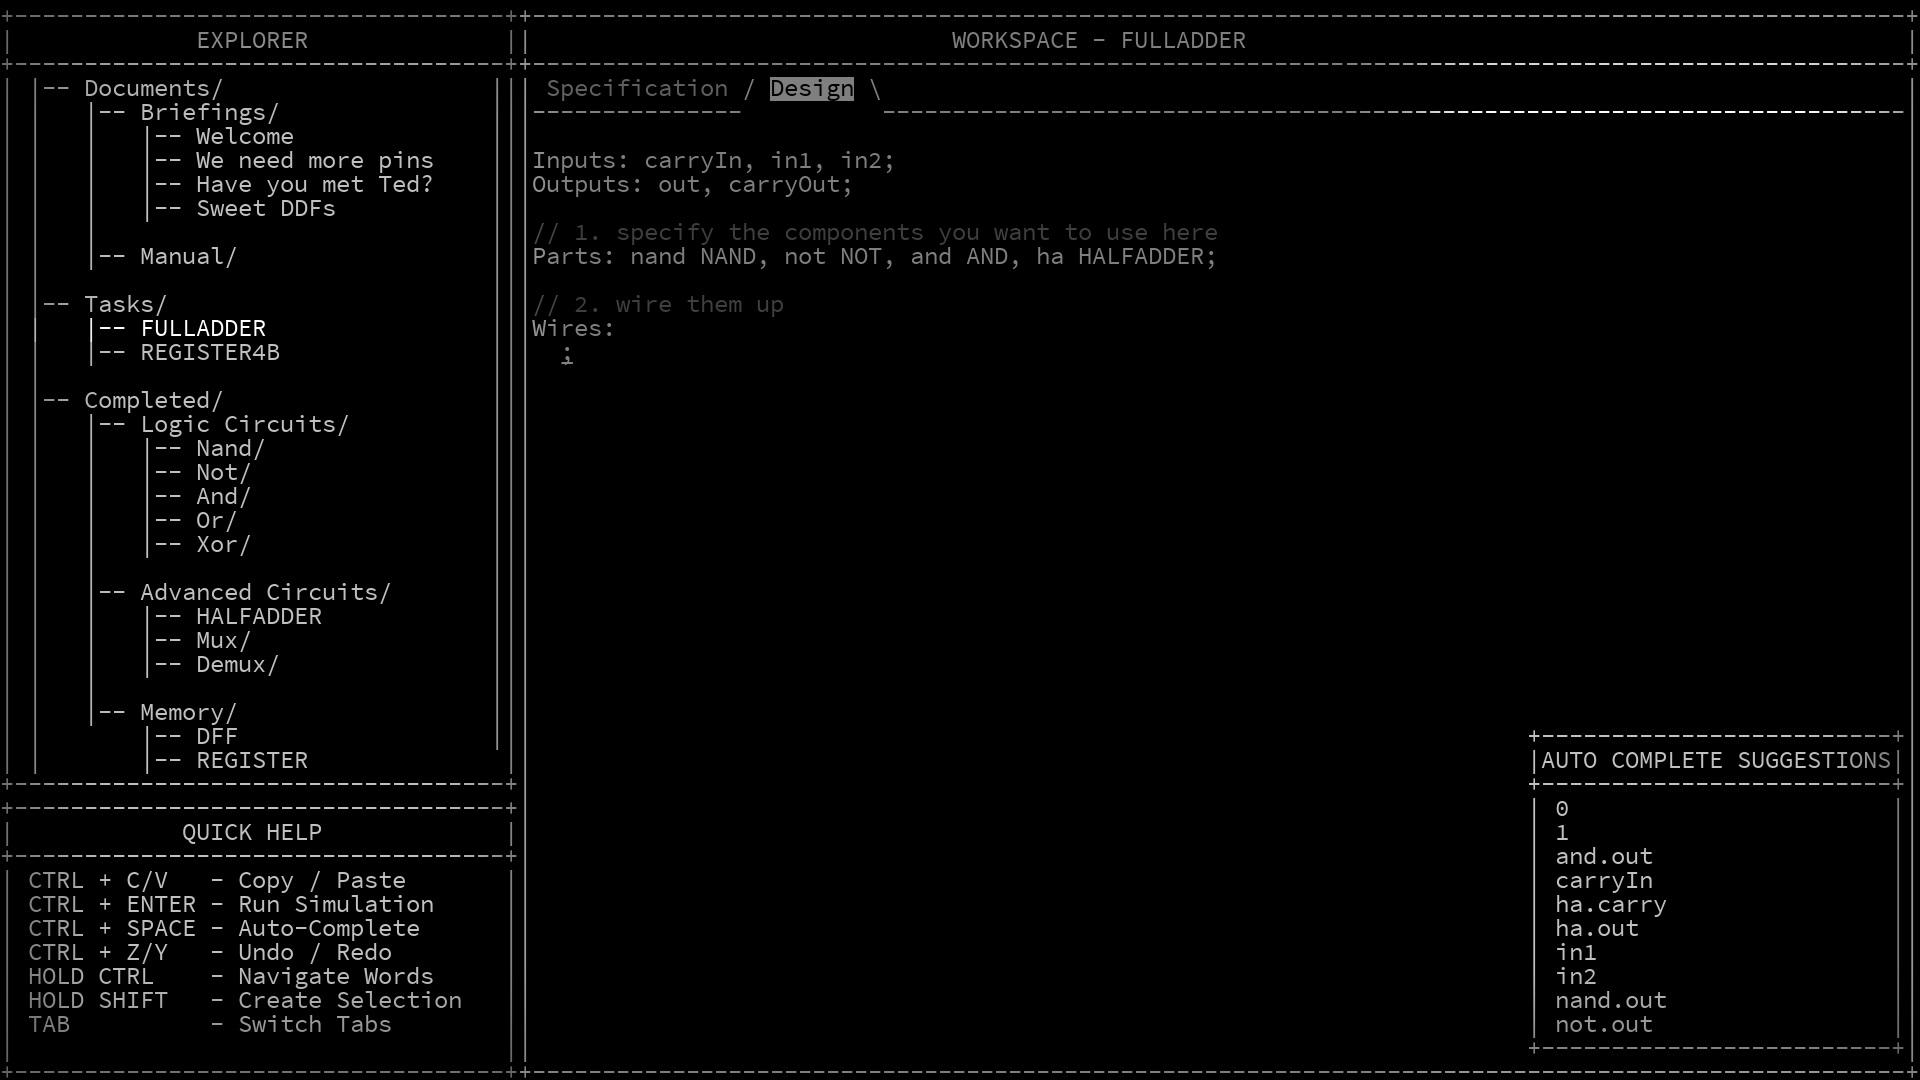 EXPLORER
Documents/
Briefings/
Welcome
We need more pins
Have you met Ted?
Sweet DDFs
Manual/
Tasks/
FULLADDER
REGISTER4B
Completed/
Logic Circuits/
Nand/
Not/
And/
Or/
Xor/
Advanced Circuits/
HALFADDER
Mux/
Demux/
Memory/
DFF
REGISTER
QUICK HELP
CTRL + C/V - Copy / Paste
CTRL + ENTER - Run Simulation
CTRL + SPACE - Auto-Complete
CTRL + Z/Y - Undo / Redo
HOLD CTRL - Navigate Words
HOLD SHIFT - Create Selection
TAB - Switch Tabs
WORKSPACE - FULLADDER
Specification / Design \
Inputs: carryIn, in1, in2;
Outputs: out, carryOut;
// 1. specify the components you want to use here
Parts: nand NAND, not NOT, and AND, ha HALFADDER;
// 2. wire them up
Wires:
;
AUTO COMPLETE SUGGESTIONS
0
1
and.out
carryIn
ha.carry
ha.out
in1
in2
nand.out
not.out